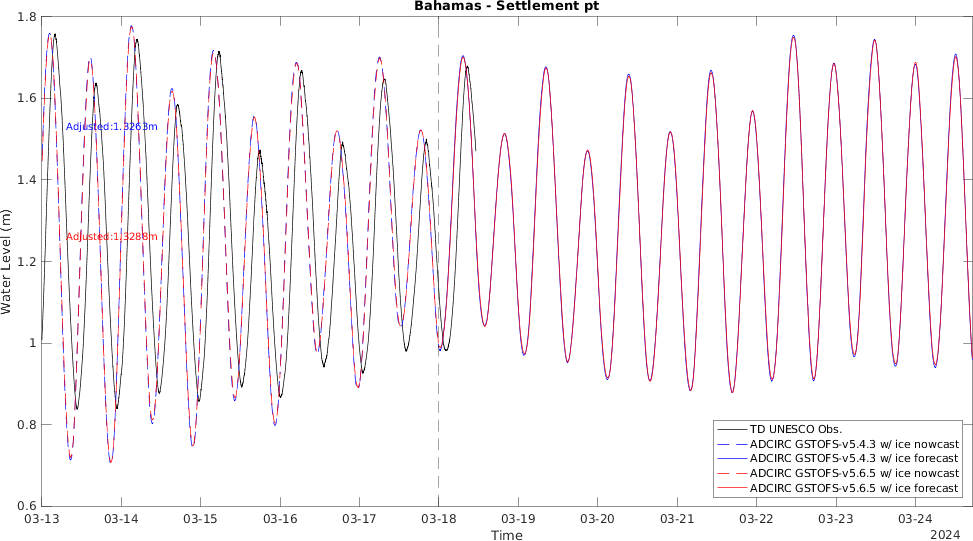 Bahamas - Settlement pt
1.8
1.6
1.4
1.2
1
0.8
0.6
Water Level (m)
Adjusted:1.3263m
Adjusted:1.3288m
TD UNESCO Obs.
ADCIRC GSTOFS-v5.4.3 w/ ice nowcast
ADCIRC GSTOFS-v5.4.3 w/ ice forecast
ADCIRC GSTOFS-v5.6.5 w/ ice nowcast
ADCIRC GSTOFS-v5.6.5 w/ ice forecast
03-13 03-14 03-15 03-16 03-17 03-18 03-19 03-20 03-21 03-22 03-23 03-24
Time
2024